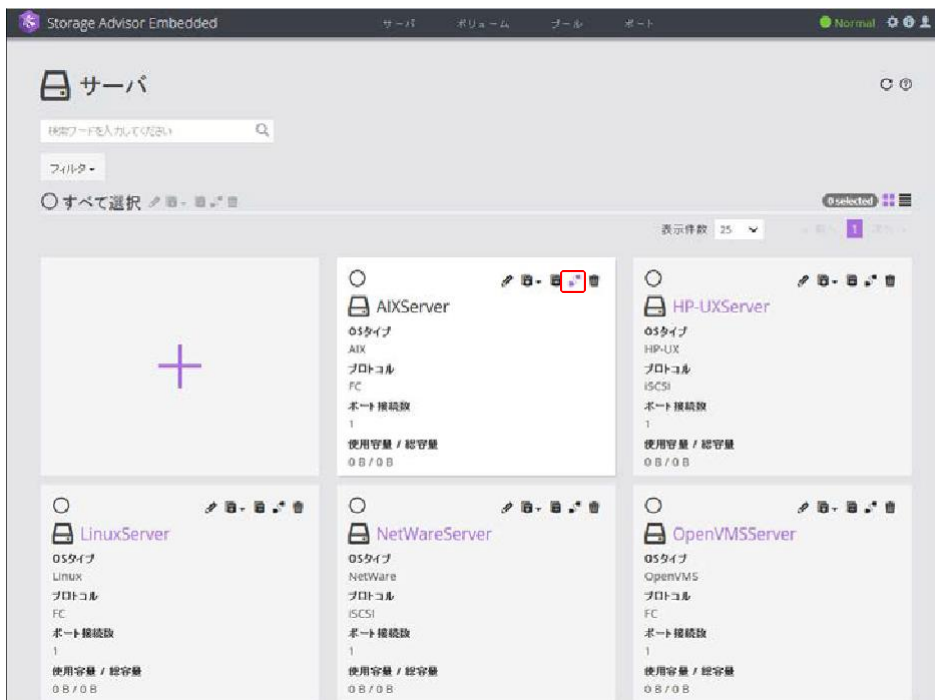 Storage Advisor Embedded サーバ ボリューム プール ポート Normal
サーバ
検索ワードを入力してください
フィルタ
すべて選択 0 selected
表示件数 25 < 前へ 1 次へ >
AIXServer
OSタイプ
AIX
プロトコル
FC
ポート接続数
1
使用容量 / 総容量
0 B / 0 B
HP-UXServer
OSタイプ
HP-UX
プロトコル
iSCSI
ポート接続数
1
使用容量 / 総容量
0 B / 0 B
LinuxServer
OSタイプ
Linux
プロトコル
FC
ポート接続数
1
使用容量 / 総容量
0 B / 0 B
NetWareServer
OSタイプ
NetWare
プロトコル
iSCSI
ポート接続数
1
使用容量 / 総容量
0 B / 0 B
OpenVMSServer
OSタイプ
OpenVMS
プロトコル
FC
ポート接続数
1
使用容量 / 総容量
0 B / 0 B